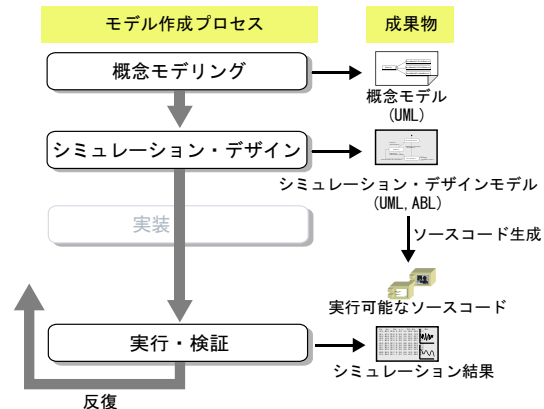 モデル作成プロセス
成果物
概念モデリング
概念モデル
(UML)
シミュレーション・デザイン
シミュレーション・デザインモデル
(UML, ABL)
実装
ソースコード生成
実行可能なソースコード
実行・検証
シミュレーション結果
反復